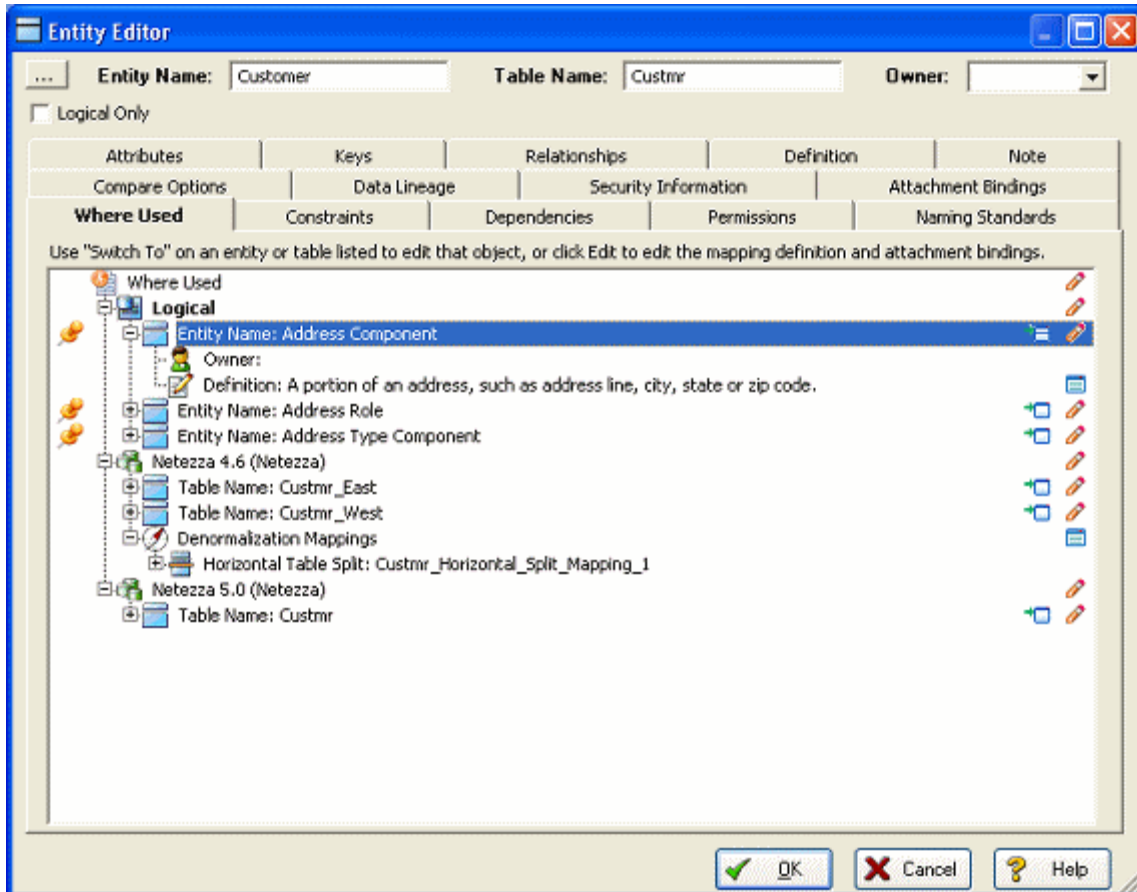 Entity Editor
... Entity Name: Customer Table Name: Custmr Owner:
Logical Only
Attributes Keys Relationships Definition Note
Compare Options Data Lineage Security Information Attachment Bindings
Where Used Constraints Dependencies Permissions Naming Standards
Use "Switch To" on an entity or table listed to edit that object, or click Edit to edit the mapping definition and attachment bindings.
Where Used
Logical
Entity Name: Address Component
Owner:
Definition: A portion of an address, such as address line, city, state or zip code.
Entity Name: Address Role
Entity Name: Address Type Component
Netezza 4.6 (Netezza)
Table Name: Custmr_East
Table Name: Custmr_West
Denormalization Mappings
Horizontal Table Split: Custmr_Horizontal_Split_Mapping_1
Netezza 5.0 (Netezza)
Table Name: Custmr
OK Cancel Help